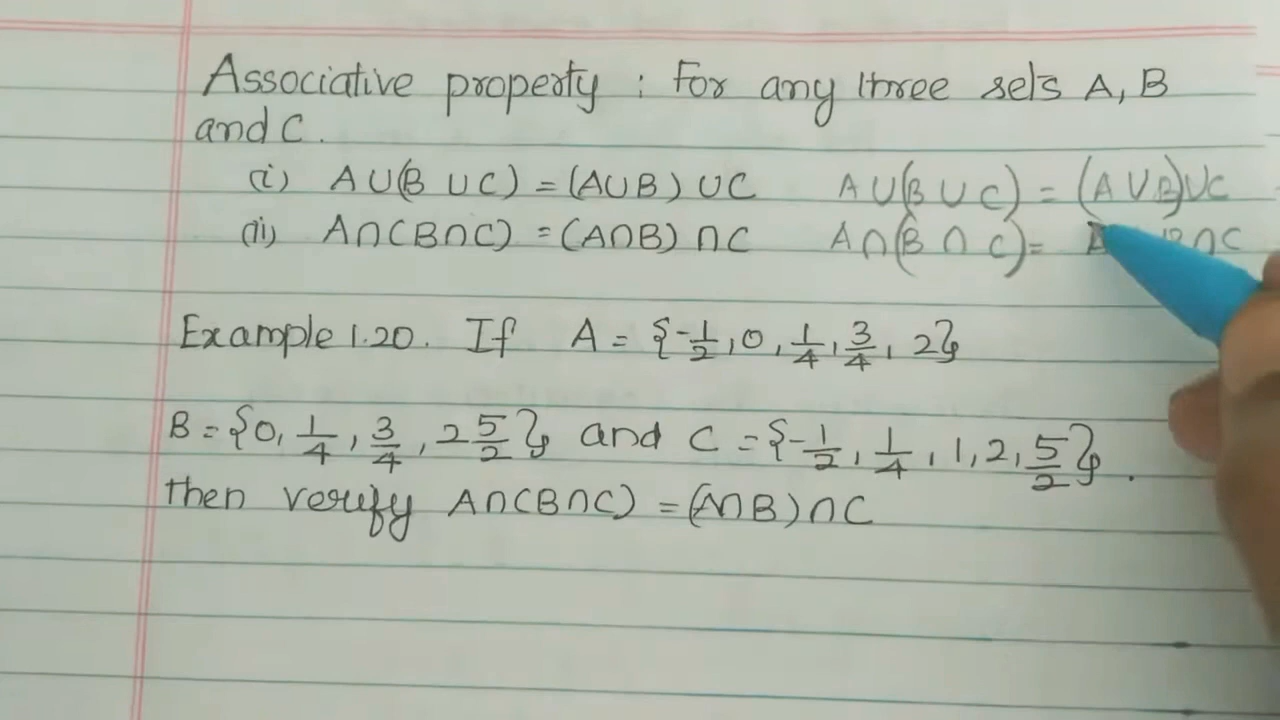 Associative property : For any three sets A, B
and C.
(i) A∪(B ∪C) = (A∪B) ∪C A∪(B ∪ C) = (A ∪ B)∪C
(ii) A∩(B∩C) = (A∩B) ∩C A∩(B ∩ C) = B∩C
Example 1.20. If A = {-1/2, 0, 1/4, 3/4, 2}
B = {0, 1/4, 3/4, 2 5/2} and C = {-1/2, 1/4, 1, 2, 5/2}.
then verify A∩(B∩C) = (A∩B)∩C